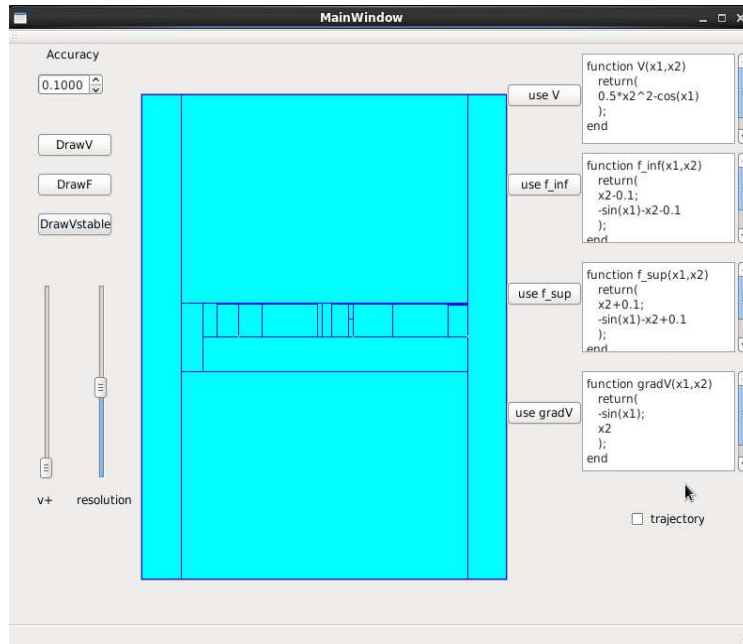 MainWindow
Accuracy
0.1000
DrawV
DrawF
DrawVstable
v+
resolution
use V
function V(x1,x2)
return(
0.5*x2^2-cos(x1)
);
end
use f_inf
function f_inf(x1,x2)
return(
x2-0.1;
-sin(x1)-x2-0.1
);
end
use f_sup
function f_sup(x1,x2)
return(
x2+0.1;
-sin(x1)-x2+0.1
);
end
use gradV
function gradV(x1,x2)
return(
-sin(x1);
x2
);
end
trajectory